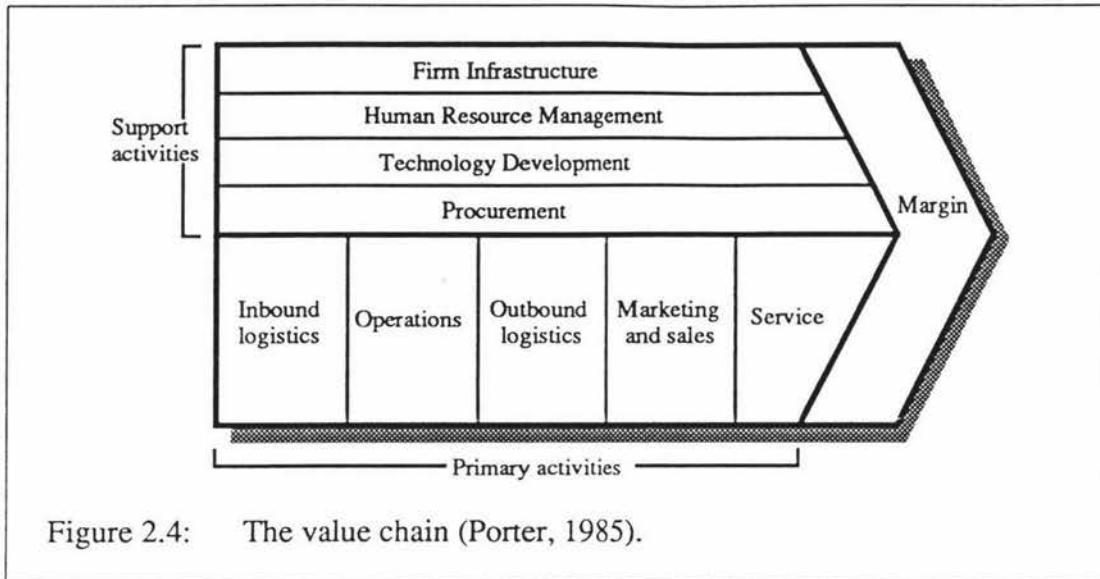 Firm Infrastructure
Human Resource Management
Support
activities
Technology Development
Procurement
Margin
Inbound
logistics
Operations
Outbound
logistics
Marketing
and sales
Service
Primary activities
Figure 2.4: The value chain (Porter, 1985).